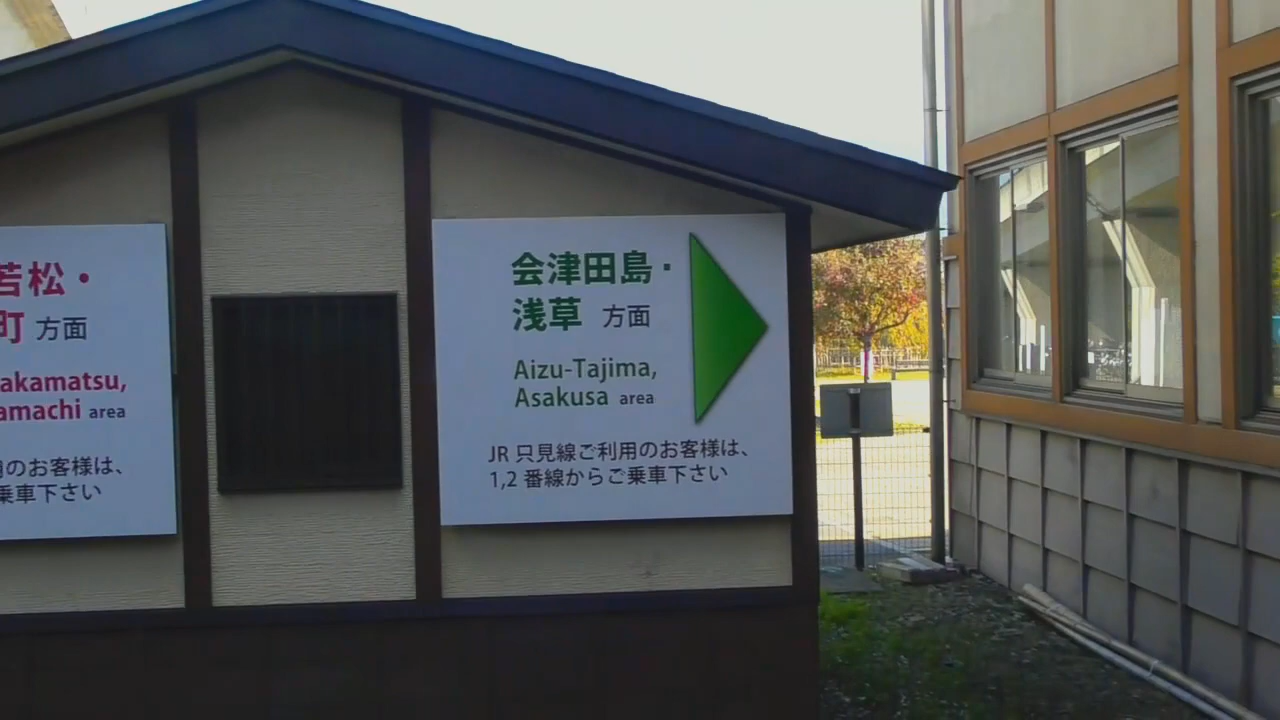 若松・
町 方面
akamatsu,
amachi area
用のお客様は、
乗車下さい
会津田島・
浅草 方面
Aizu-Tajima,
Asakusa area
JR 只見線ご利用のお客様は、
1,2 番線からご乗車下さい